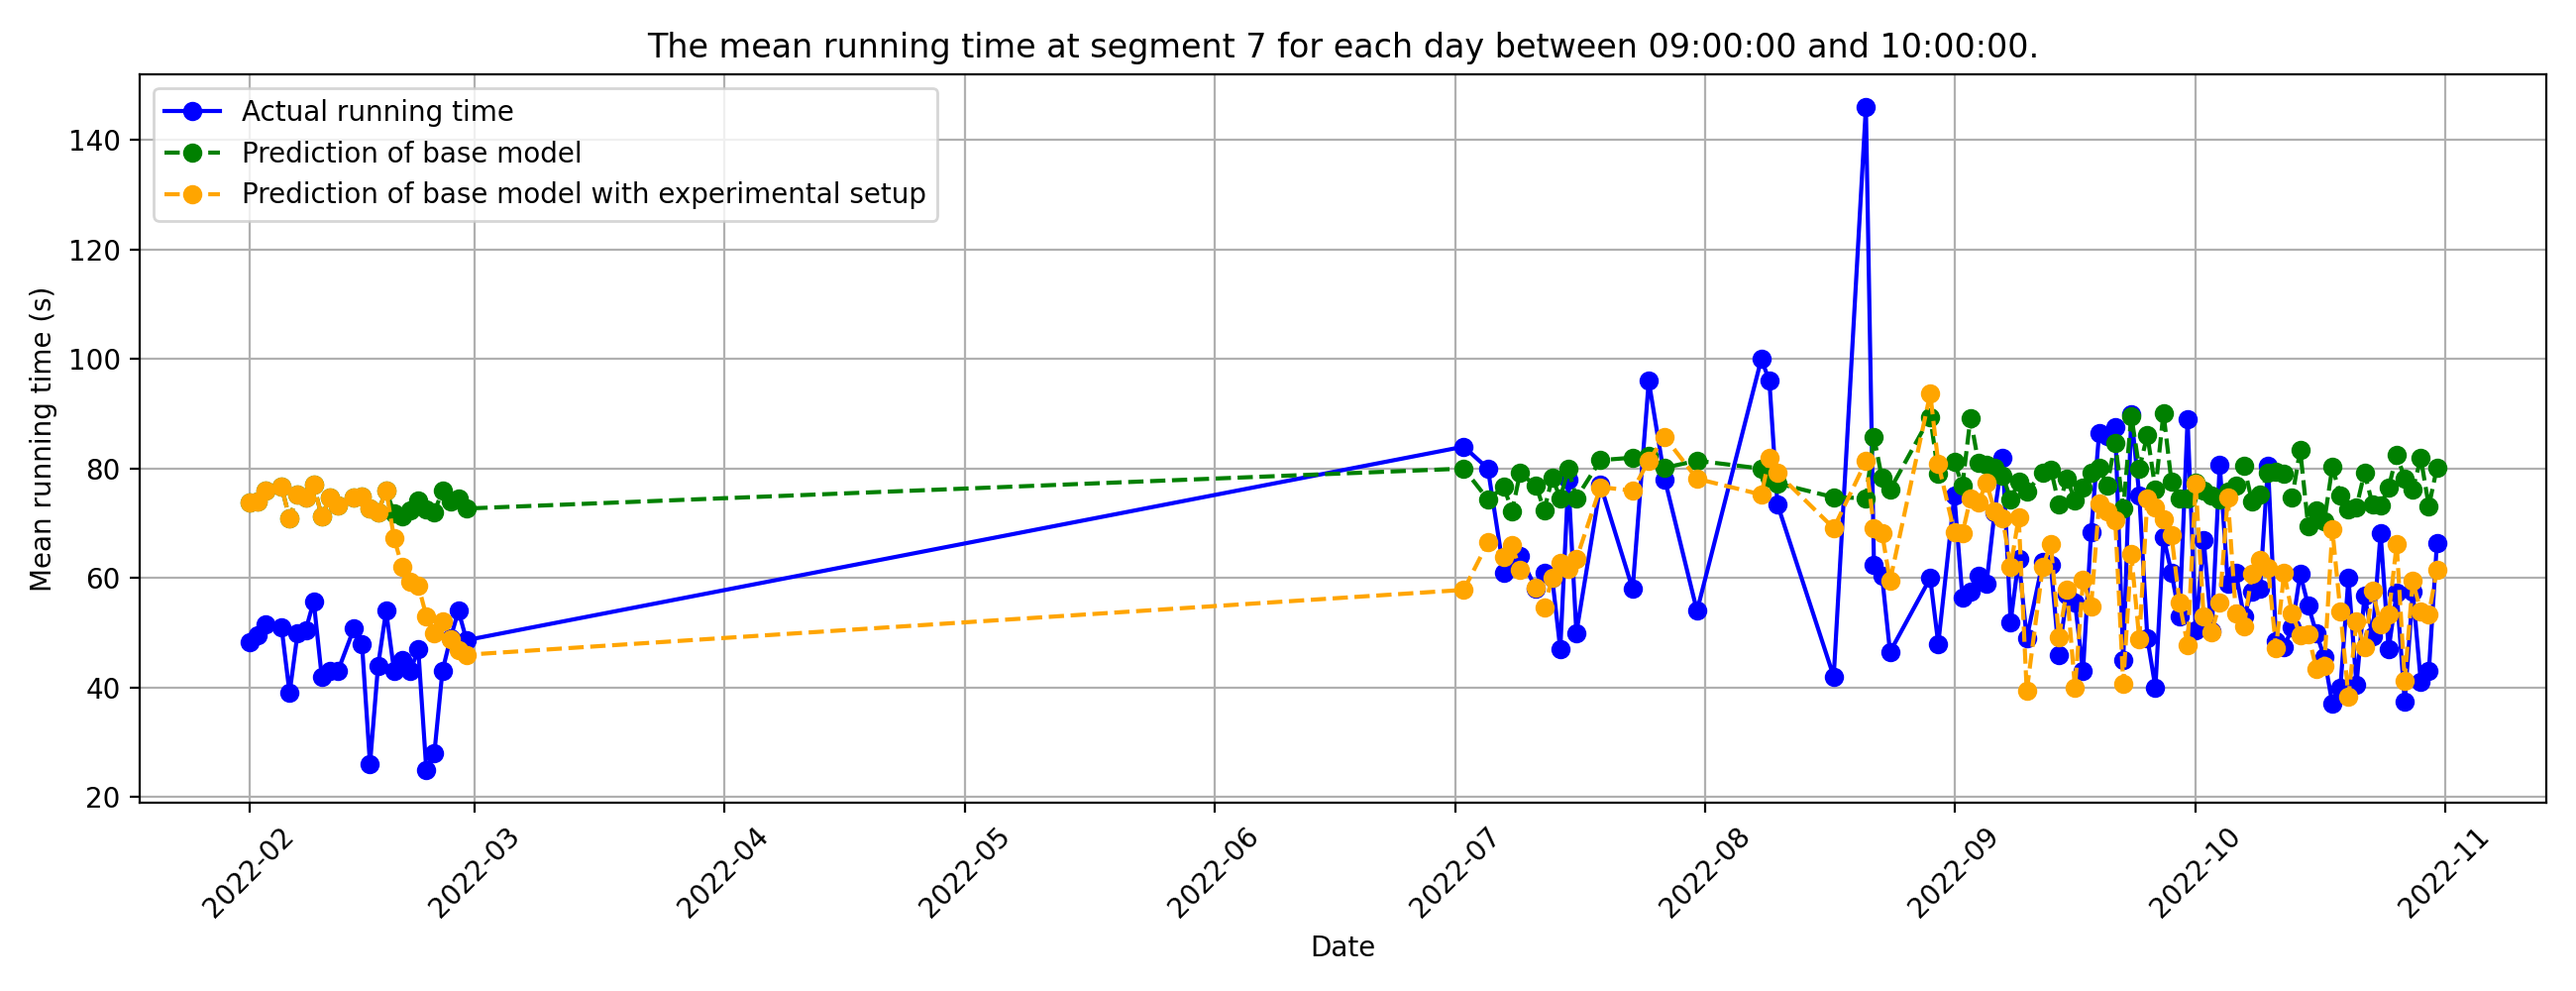 The mean running time at segment 7 for each day between 09:00:00 and 10:00:00.
Actual running time
Prediction of base model
Prediction of base model with experimental setup
Mean running time (s)
140
120
100
80
60
40
20
2022-02
2022-03
2022-04
2022-05
2022-06
2022-07
2022-08
2022-09
2022-10
2022-11
Date